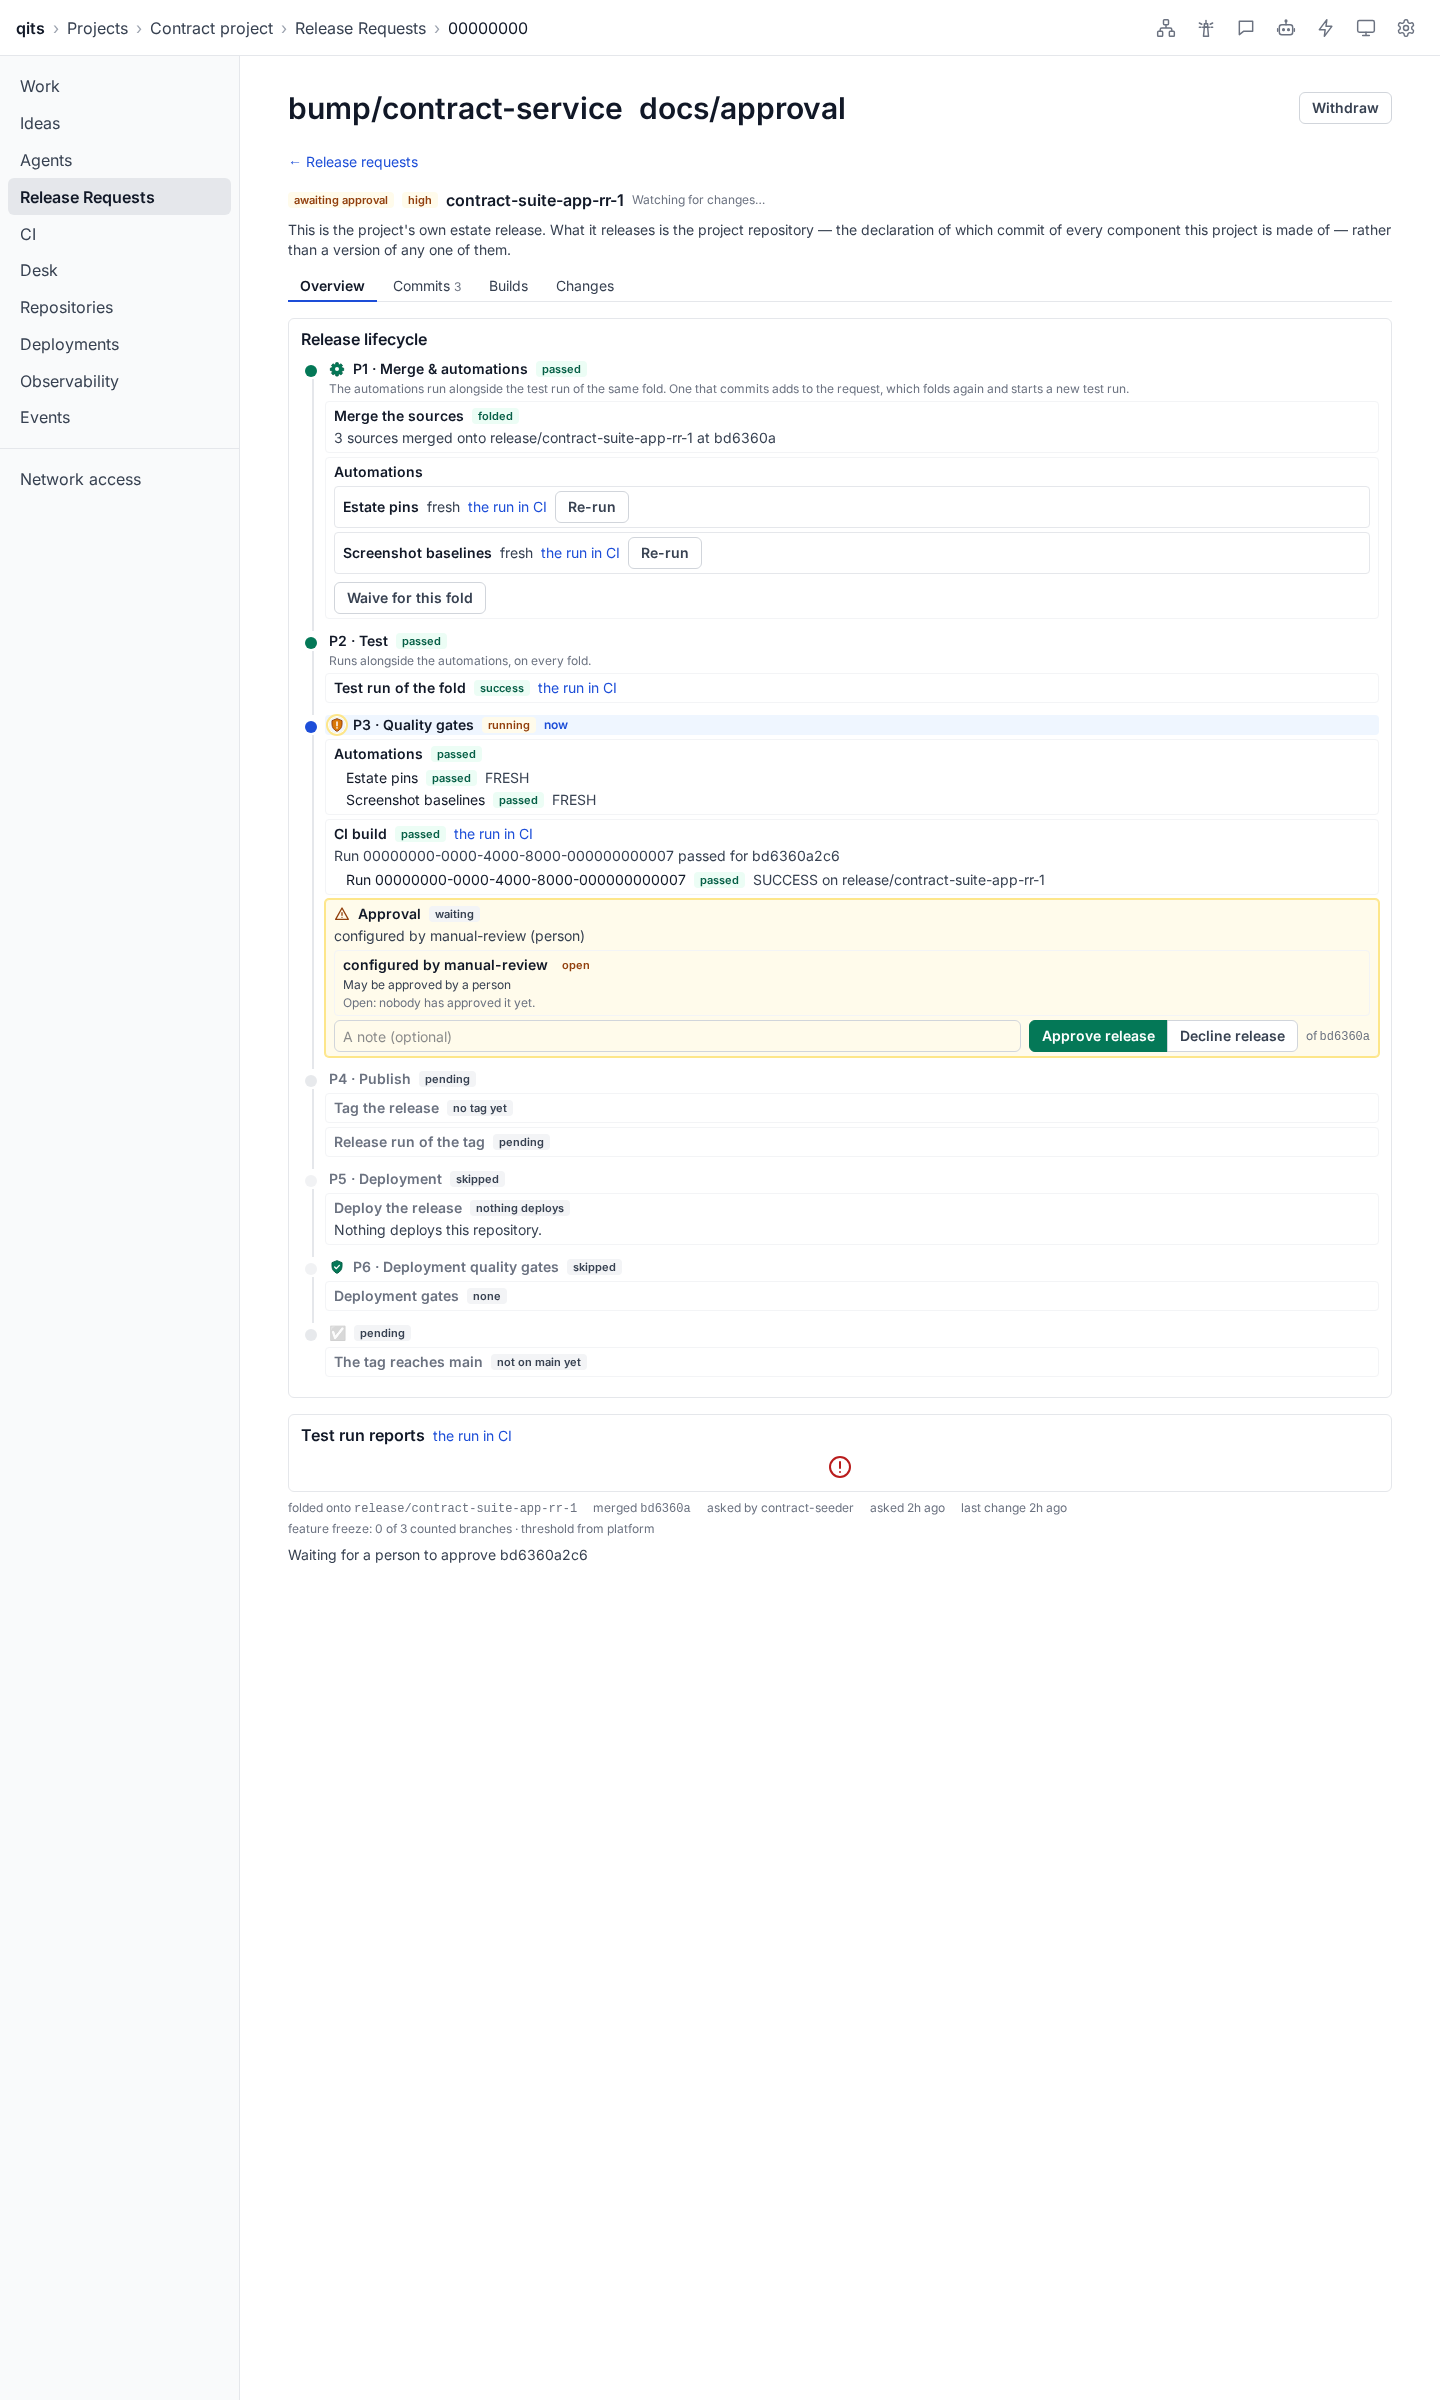 qits › Projects › Contract project › Release Requests › 00000000
Work
Ideas
Agents
Release Requests
CI
Desk
Repositories
Deployments
Observability
Events
Network access
bump/contract-service docs/approval
Withdraw
← Release requests
awaiting approval high contract-suite-app-rr-1 Watching for changes...
This is the project's own estate release. What it releases is the project repository — the declaration of which commit of every component this project is made of — rather
than a version of any one of them.
Overview Commits 3 Builds Changes
Release lifecycle
P1 · Merge & automations passed
The automations run alongside the test run of the same fold. One that commits adds to the request, which folds again and starts a new test run.
Merge the sources folded
3 sources merged onto release/contract-suite-app-rr-1 at bd6360a
Automations
Estate pins fresh the run in CI Re-run
Screenshot baselines fresh the run in CI Re-run
Waive for this fold
P2 · Test passed
Runs alongside the automations, on every fold.
Test run of the fold success the run in CI
P3 · Quality gates running now
Automations passed
Estate pins passed FRESH
Screenshot baselines passed FRESH
CI build passed the run in CI
Run 00000000-0000-4000-8000-000000000007 passed for bd6360a2c6
Run 00000000-0000-4000-8000-000000000007 passed SUCCESS on release/contract-suite-app-rr-1
Approval waiting
configured by manual-review (person)
configured by manual-review open
May be approved by a person
Open: nobody has approved it yet.
A note (optional) Approve release Decline release of bd6360a
P4 · Publish pending
Tag the release no tag yet
Release run of the tag pending
P5 · Deployment skipped
Deploy the release nothing deploys
Nothing deploys this repository.
P6 · Deployment quality gates skipped
Deployment gates none
pending
The tag reaches main not on main yet
Test run reports the run in CI
folded onto release/contract-suite-app-rr-1 merged bd6360a asked by contract-seeder asked 2h ago last change 2h ago
feature freeze: 0 of 3 counted branches · threshold from platform
Waiting for a person to approve bd6360a2c6